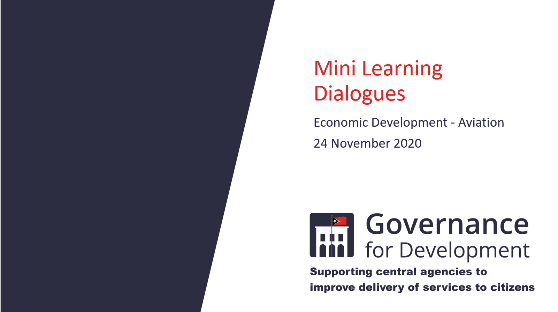 Mini Learning
Dialogues
Economic Development - Aviation
24 November 2020
Governance
for Development
Supporting central agencies to
improve delivery of services to citizens